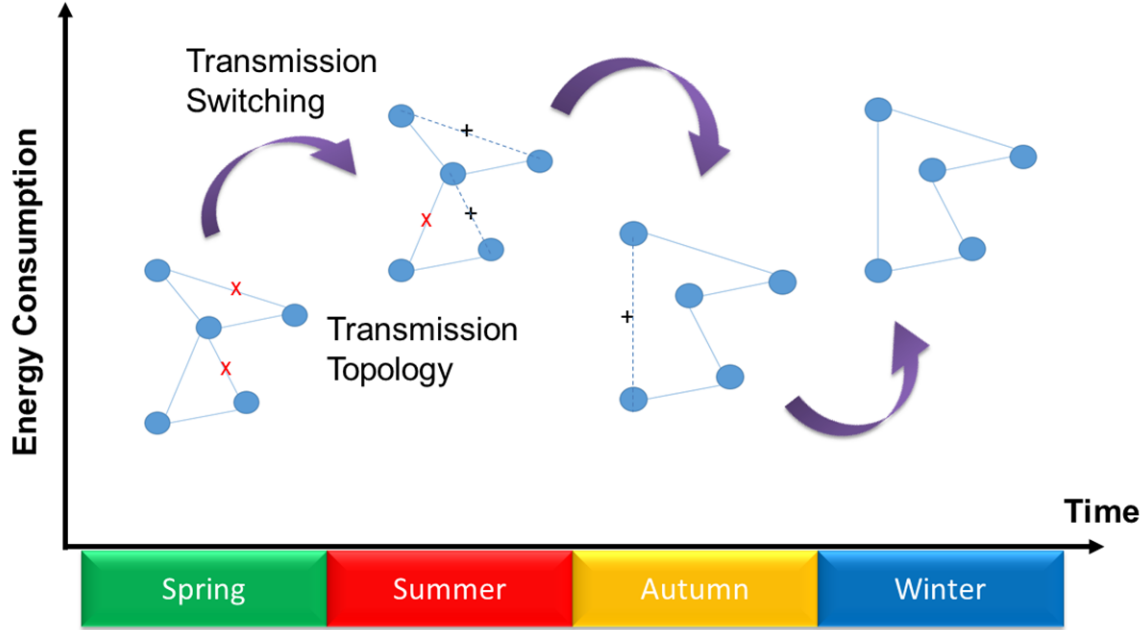 Energy Consumption
Transmission
Switching
+
+
X
X
X
Transmission
Topology
+
Time
Spring
Summer
Autumn
Winter